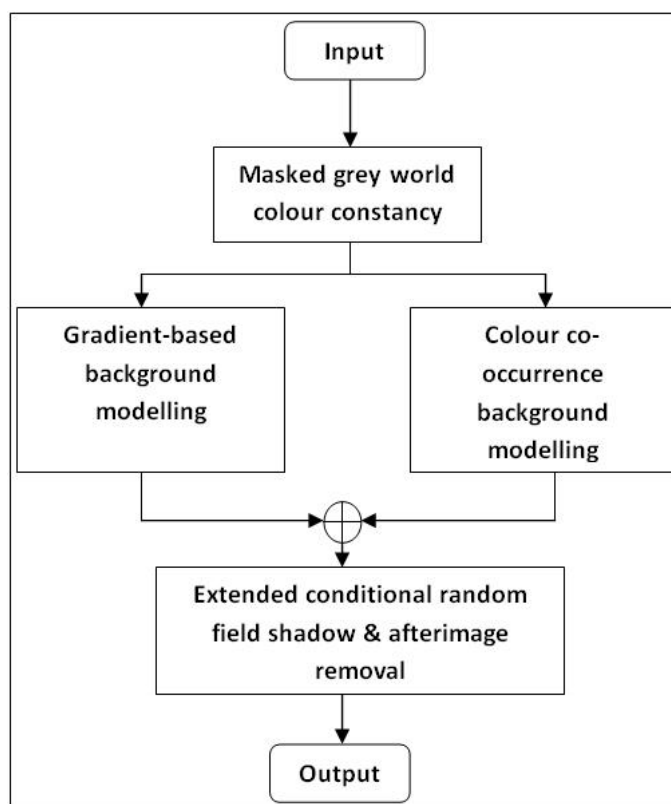 Input
Masked grey world
colour constancy
Gradient-based
background
modelling
Colour co-
occurrence
background
modelling
Extended conditional random
field shadow & afterimage
removal
Output